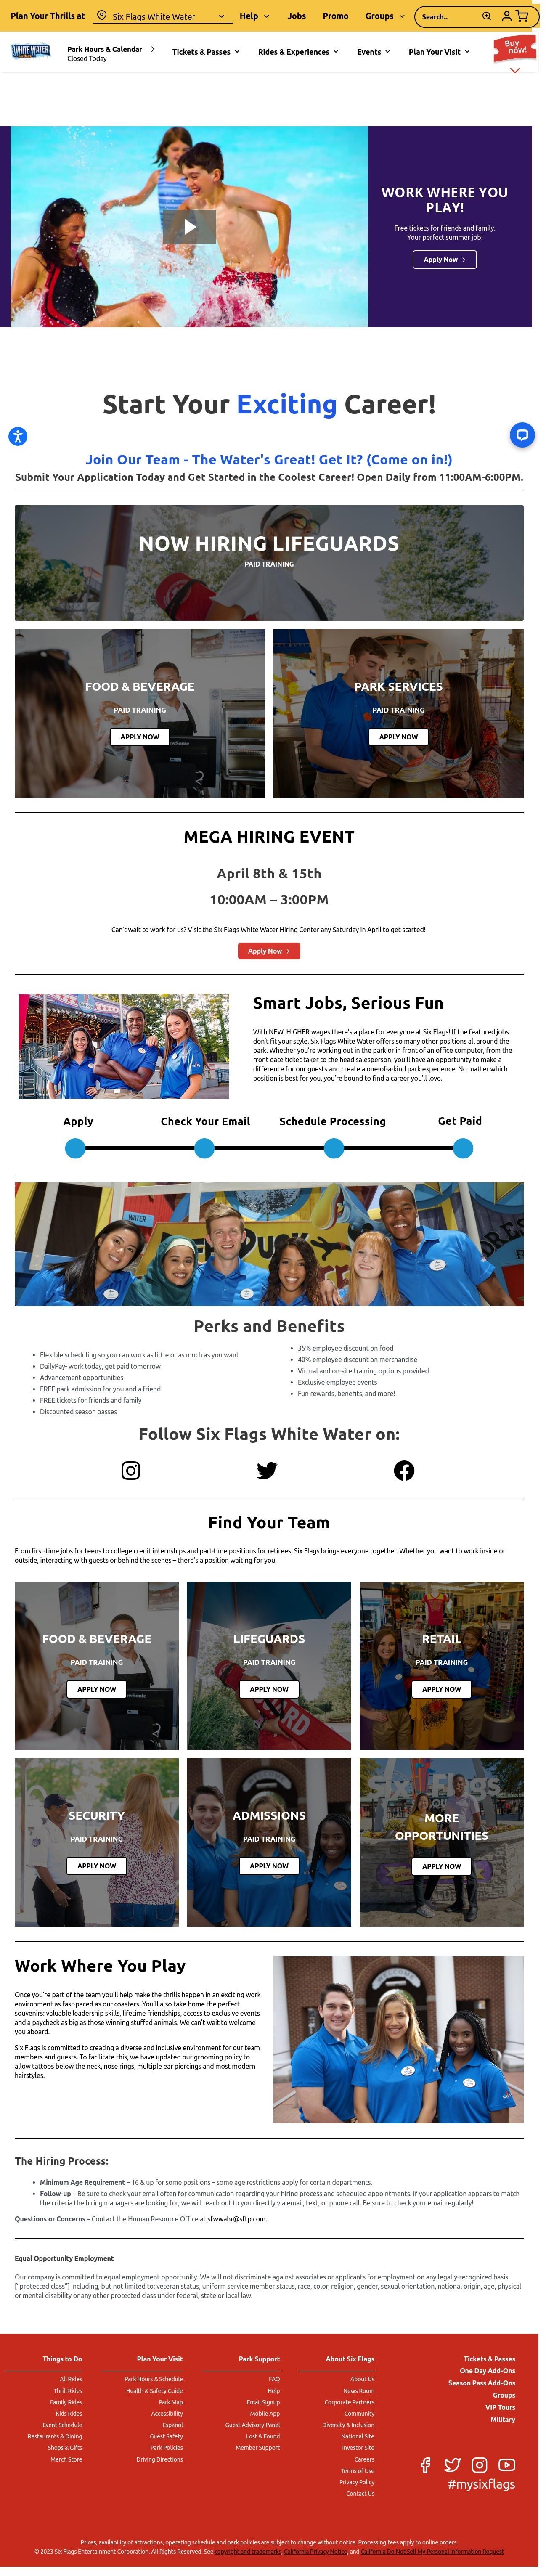 Plan Your Thrills at
Six Flags White Water
Help
Jobs
Promo
Groups
Search...
WHITE WATER
Park Hours & Calendar
Closed Today
Tickets & Passes
Rides & Experiences
Events
Plan Your Visit
Buy now!
WORK WHERE YOU
PLAY!
Free tickets for friends and family.
Your perfect summer job!
Apply Now
Start Your Exciting Career!
Join Our Team - The Water's Great! Get It? (Come on in!)
Submit Your Application Today and Get Started in the Coolest Career! Open Daily from 11:00AM-6:00PM.
NOW HIRING LIFEGUARDS
PAID TRAINING
FOOD & BEVERAGE
PAID TRAINING
APPLY NOW
PARK SERVICES
PAID TRAINING
APPLY NOW
MEGA HIRING EVENT
April 8th & 15th
10:00AM – 3:00PM
Can't wait to work for us? Visit the Six Flags White Water Hiring Center any Saturday in April to get started!
Apply Now
Smart Jobs, Serious Fun
With NEW, HIGHER wages there's a place for everyone at Six Flags! If the featured jobs
don't fit your style, Six Flags White Water offers so many other positions all around the
park. Whether you're working out in the park or in front of an office computer, from the
front gate ticket taker to the head salesperson, you'll have an opportunity to make a
difference for our guests and create a one-of-a-kind park experience. No matter which
position is best for you, you're bound to find a career you'll love.
Apply
Check Your Email
Schedule Processing
Get Paid
Perks and Benefits
Flexible scheduling so you can work as little or as much as you want
DailyPay- work today, get paid tomorrow
Advancement opportunities
FREE park admission for you and a friend
FREE tickets for friends and family
Discounted season passes
35% employee discount on food
40% employee discount on merchandise
Virtual and on-site training options provided
Exclusive employee events
Fun rewards, benefits, and more!
Follow Six Flags White Water on:
Find Your Team
From first-time jobs for teens to college credit internships and part-time positions for retirees, Six Flags brings everyone together. Whether you want to work inside or
outside, interacting with guests or behind the scenes – there's a position waiting for you.
FOOD & BEVERAGE
PAID TRAINING
APPLY NOW
LIFEGUARDS
PAID TRAINING
APPLY NOW
RETAIL
PAID TRAINING
APPLY NOW
SECURITY
PAID TRAINING
APPLY NOW
ADMISSIONS
PAID TRAINING
APPLY NOW
Six Flags
MORE
OPPORTUNITIES
APPLY NOW
Work Where You Play
Once you're part of the team you'll help make the thrills happen in an exciting work
environment as fast-paced as our coasters. You'll also take home the perfect
souvenirs: valuable leadership skills, lifetime friendships, access to exclusive events
and a paycheck as big as those winning stuffed animals. We can't wait to welcome
you aboard.
Six Flags is committed to creating a diverse and inclusive environment for our team
members and guests. To facilitate this, we have updated our grooming policy to
allow tattoos below the neck, nose rings, multiple ear piercings and most modern
hairstyles.
The Hiring Process:
Minimum Age Requirement – 16 & up for some positions – some age restrictions apply for certain departments.
Follow-up – Be sure to check your email often for communication regarding your hiring process and scheduled appointments. If your application appears to match
the criteria the hiring managers are looking for, we will reach out to you directly via email, text, or phone call. Be sure to check your email regularly!
Questions or Concerns – Contact the Human Resource Office at sfwwahr@sftp.com.
Equal Opportunity Employment
Our company is committed to equal employment opportunity. We will not discriminate against associates or applicants for employment on any legally-recognized basis
["protected class"] including, but not limited to: veteran status, uniform service member status, race, color, religion, gender, sexual orientation, national origin, age, physical
or mental disability or any other protected class under federal, state or local law.
Things to Do
All Rides
Thrill Rides
Family Rides
Kids Rides
Event Schedule
Restaurants & Dining
Shops & Gifts
Merch Store
Plan Your Visit
Park Hours & Schedule
Health & Safety Guide
Park Map
Accessibility
Español
Guest Safety
Park Policies
Driving Directions
Park Support
FAQ
Help
Email Signup
Mobile App
Guest Advisory Panel
Lost & Found
Member Support
About Six Flags
About Us
News Room
Corporate Partners
Community
Diversity & Inclusion
National Site
Investor Site
Careers
Terms of Use
Privacy Policy
Contact Us
Tickets & Passes
One Day Add-Ons
Season Pass Add-Ons
Groups
VIP Tours
Military
#mysixflags
Prices, availability of attractions, operating schedule and park policies are subject to change without notice. Processing fees apply to online orders.
© 2023 Six Flags Entertainment Corporation. All Rights Reserved. See copyright and trademarks, California Privacy Notice, and California Do Not Sell My Personal Information Request